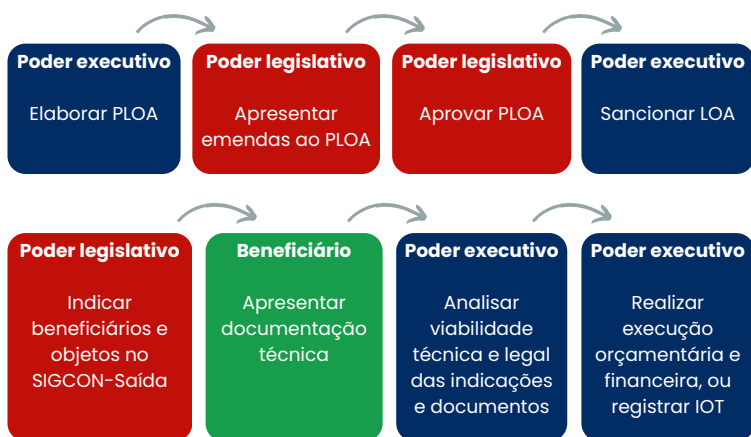 Poder executivo
Elaborar PLOA
Poder legislativo
Apresentar
emendas ao PLOA
Poder legislativo
Aprovar PLOA
Poder executivo
Sancionar LOA
Poder legislativo
Indicar
beneficiários e
objetos no
SIGCON-Saída
Beneficiário
Apresentar
documentação
técnica
Poder executivo
Analisar
viabilidade
técnica e legal
das indicações
e documentos
Poder executivo
Realizar
execução
orçamentária e
financeira, ou
registrar IOT